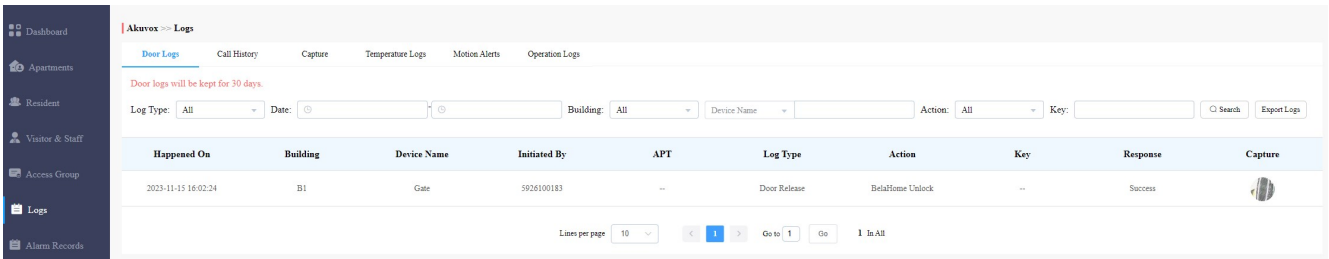 Dashboard
Apartments
Resident
Visitor & Staff
Access Group
Logs
Alarm Records
Akuvox >> Logs
Door Logs Call History Capture Temperature Logs Motion Alerts Operation Logs
Door logs will be kept for 30 days.
Log Type: All Date: - Building: All Device Name Action: All Key: Search Export Logs
Happened On Building Device Name Initiated By APT Log Type Action Key Response Capture
2023-11-15 16:02:24 B1 Gate 5926100183 -- Door Release BelaHome Unlock -- Success
Lines per page 10 < 1 > Go to 1 Go 1 In All